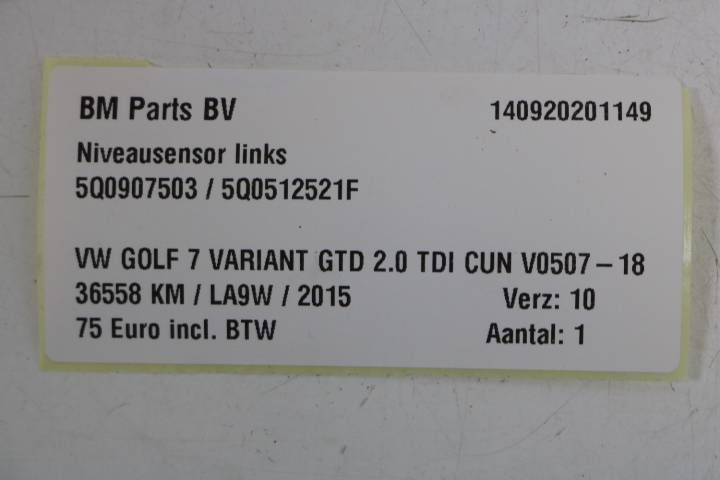 BM Parts BV 140920201149
Niveausensor links
5Q0907503 / 5Q0512521F
VW GOLF 7 VARIANT GTD 2.0 TDI CUN V0507-18
36558 KM / LA9W / 2015 Verz: 10
75 Euro incl. BTW Aantal: 1